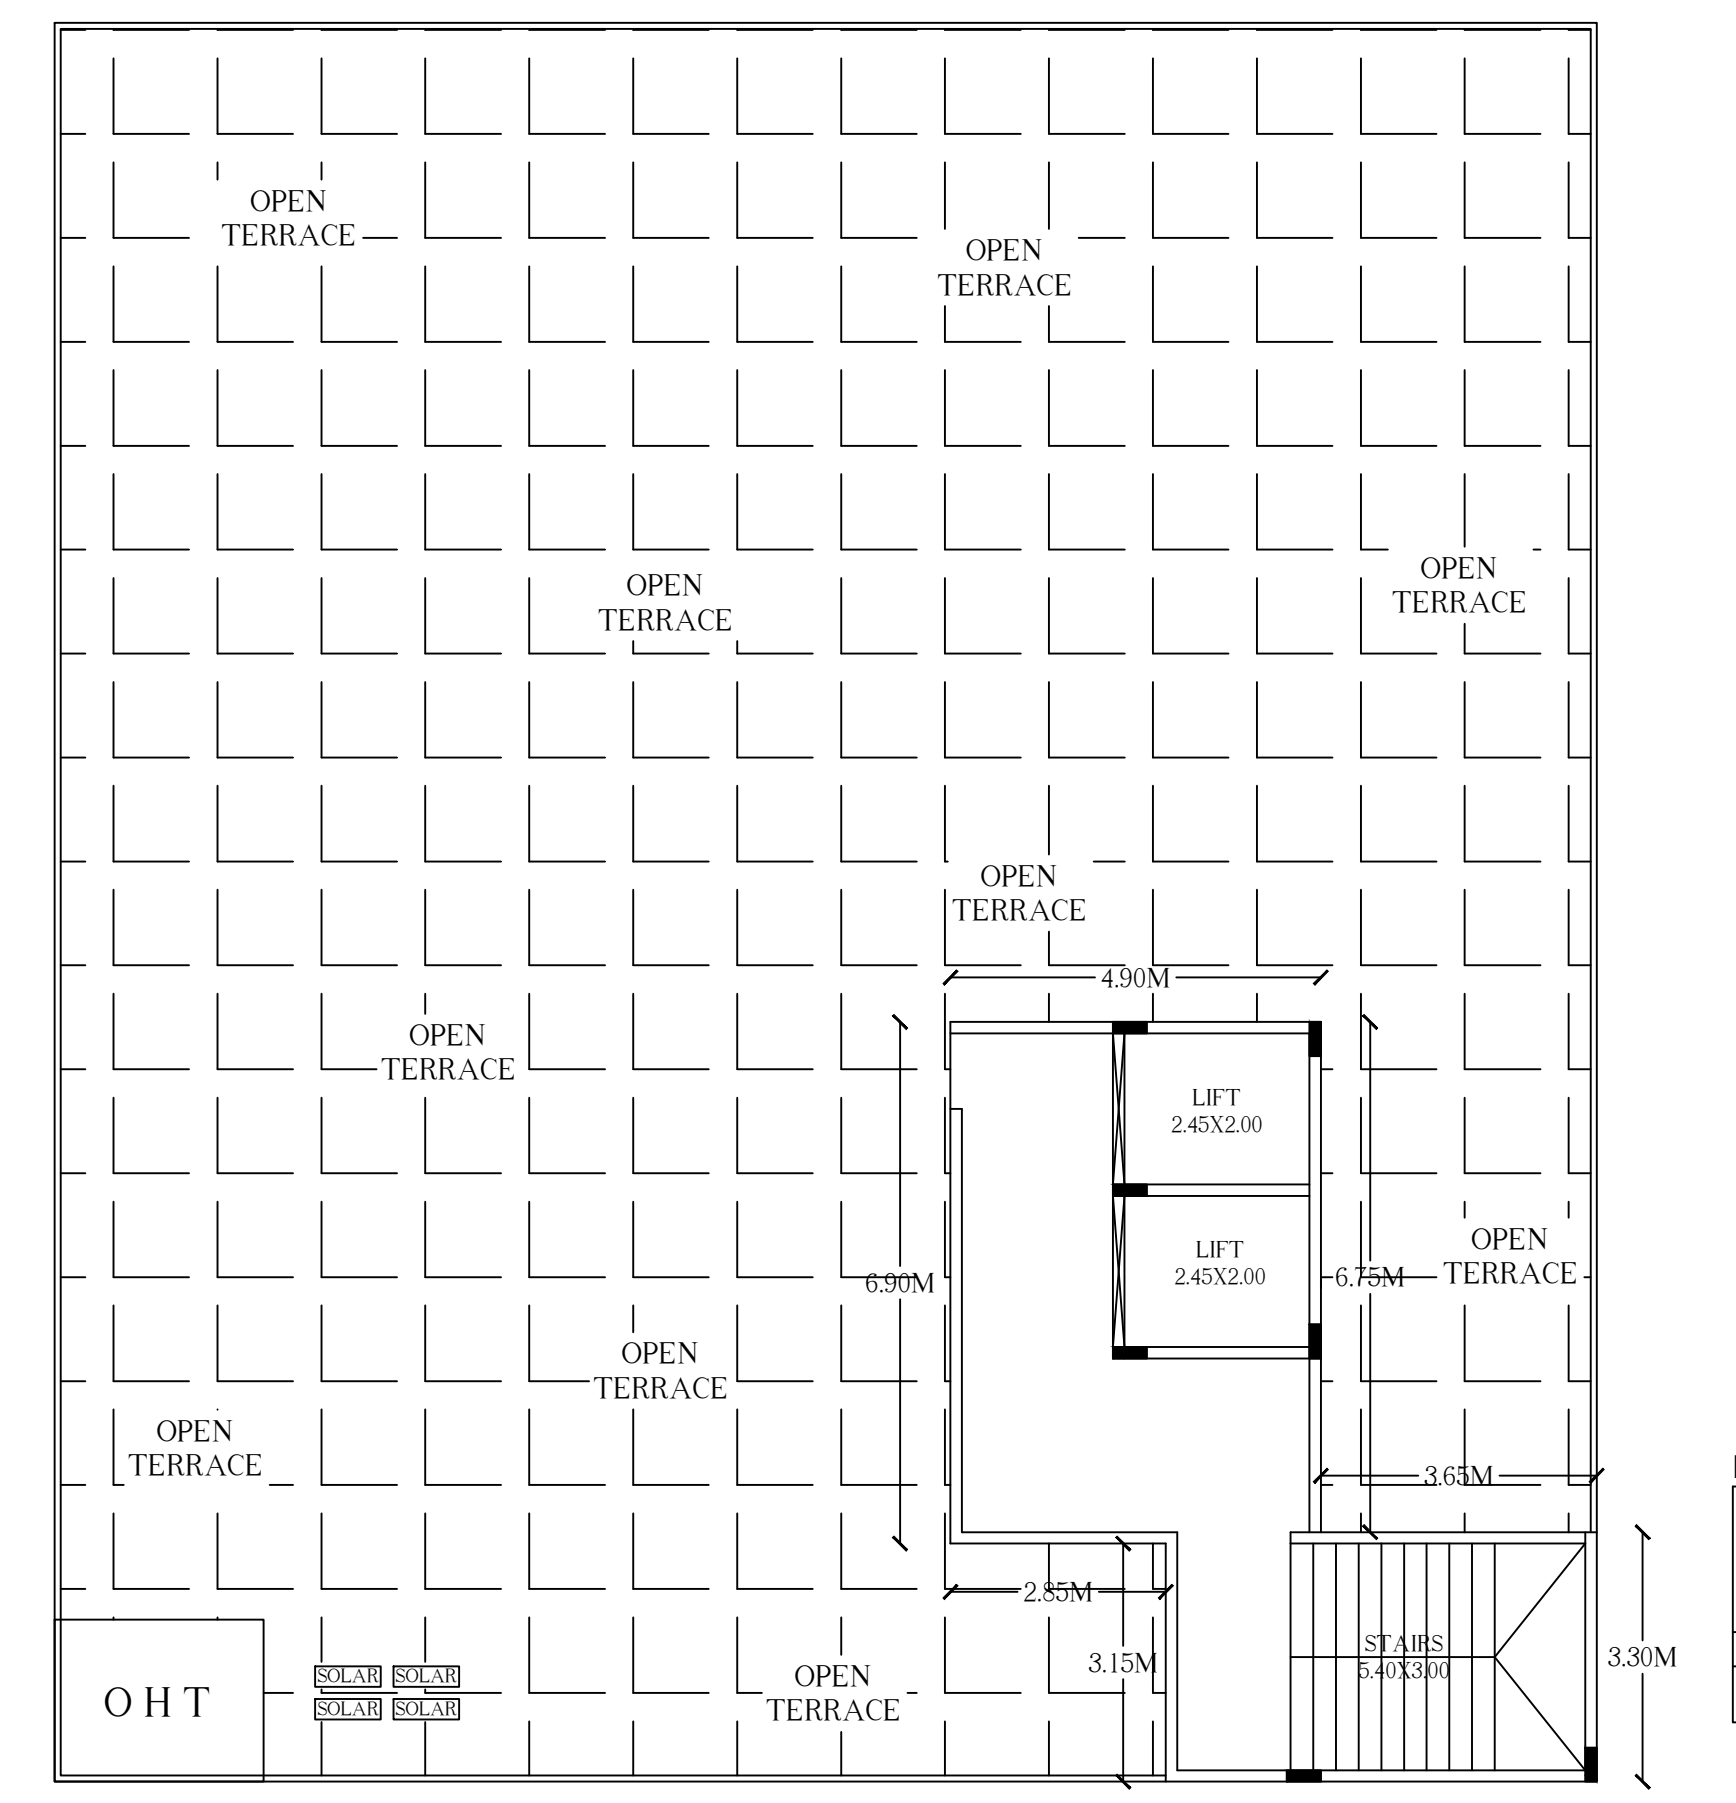 OPEN
TERRACE
OPEN
TERRACE
OPEN
TERRACE
OPEN
TERRACE
OPEN
TERRACE
4.90M
OPEN
TERRACE
LIFT
2.45X2.00
OPEN
TERRACE
LIFT
2.45X2.00
6.90M
6.75M
OPEN
TERRACE
OPEN
TERRACE
3.65M
2.85M
STAIRS
5.40X3.00
3.15M
3.30M
OPEN
TERRACE
SOLAR SOLAR
SOLAR SOLAR
O H T